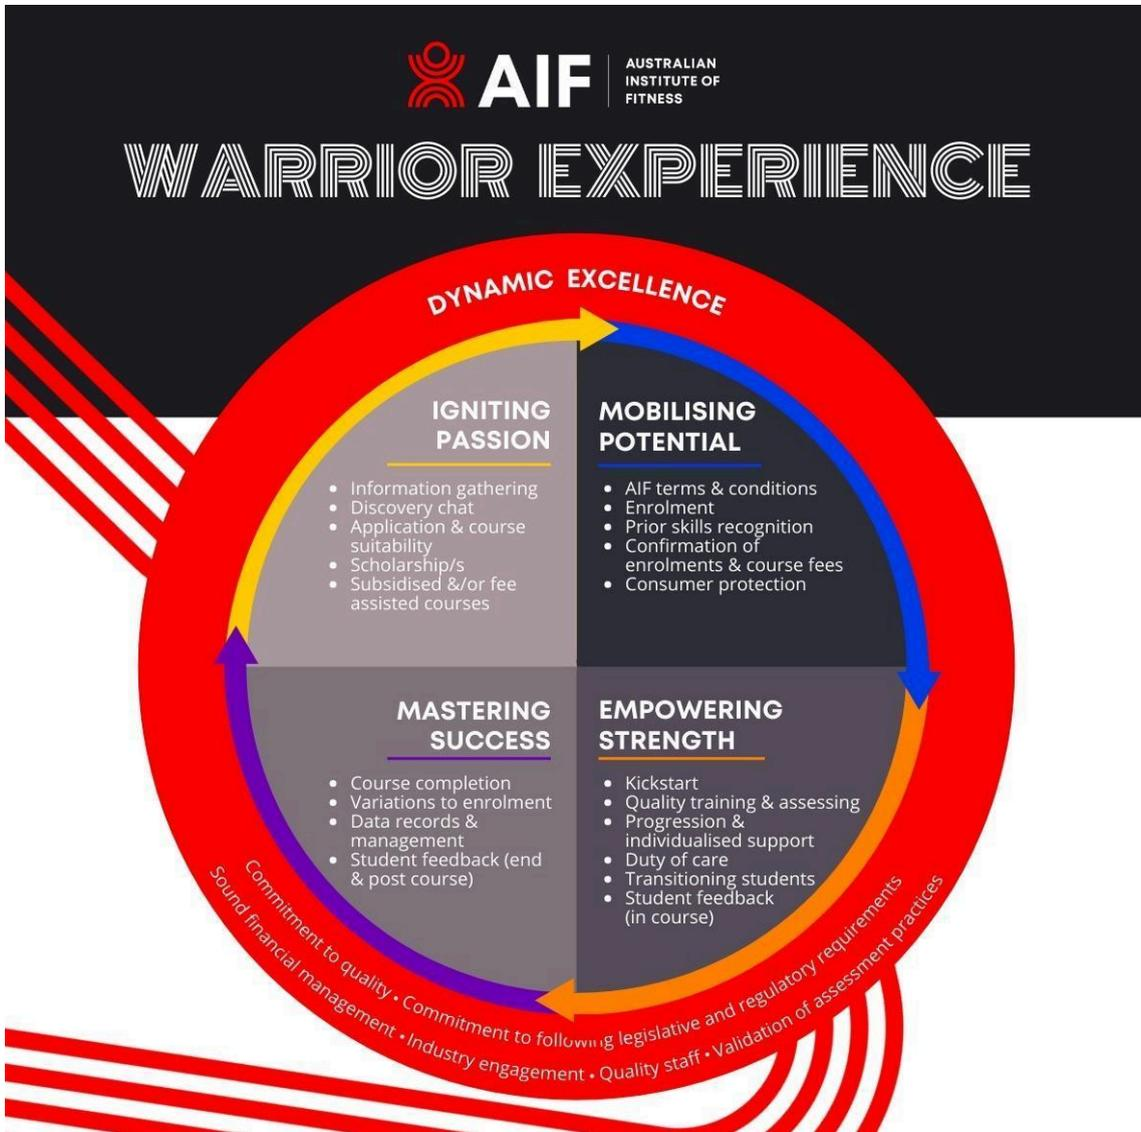 AIF
AUSTRALIAN
INSTITUTE OF
FITNESS
WARRIOR EXPERIENCE
DYNAMIC EXCELLENCE
IGNITING
PASSION
• Information gathering
• Discovery chat
• Application & course
suitability
• Scholarship/s
• Subsidised &/or fee
assisted courses
MOBILISING
POTENTIAL
• AIF terms & conditions
• Enrolment
• Prior skills recognition
• Confirmation of
enrolments & course fees
• Consumer protection
MASTERING
SUCCESS
• Course completion
• Variations to enrolment
• Data records &
management
• Student feedback (end
& post course)
EMPOWERING
STRENGTH
• Kickstart
• Quality training & assessing
• Progression &
individualised support
• Duty of care
• Transitioning students
• Student feedback
(in course)
Commitment to quality • Commitment to following legislative and regulatory requirements
Sound financial management • Industry engagement • Quality staff • Validation of assessment practices